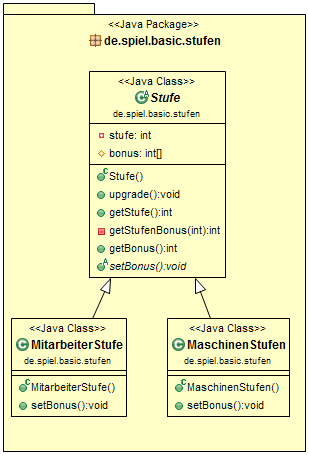 <<Java Package>>
de.spiel.basic.stufen
<<Java Class>>
Stufe
de.spiel.basic.stufen
stufe: int
bonus: int[]
Stufe()
upgrade():void
getStufe():int
getStufenBonus(int):int
getBonus():int
setBonus():void
<<Java Class>>
MitarbeiterStufe
de.spiel.basic.stufen
MitarbeiterStufe()
setBonus():void
<<Java Class>>
MaschinenStufen
de.spiel.basic.stufen
MaschinenStufen()
setBonus():void